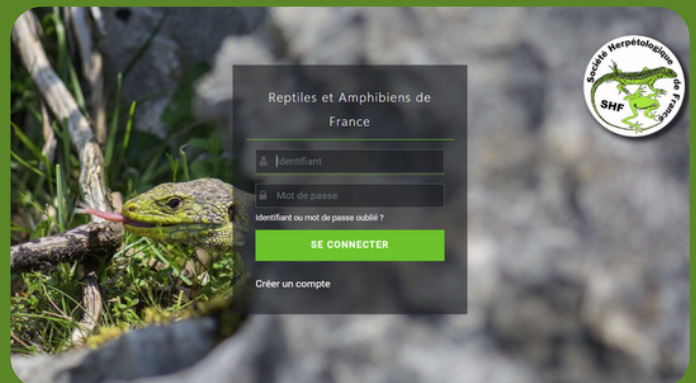 Reptiles et Amphibiens de
France
Identifiant
Mot de passe
Identifiant ou mot de passe oublié ?
SE CONNECTER
Créer un compte
Société Herpétologique de France
SHF